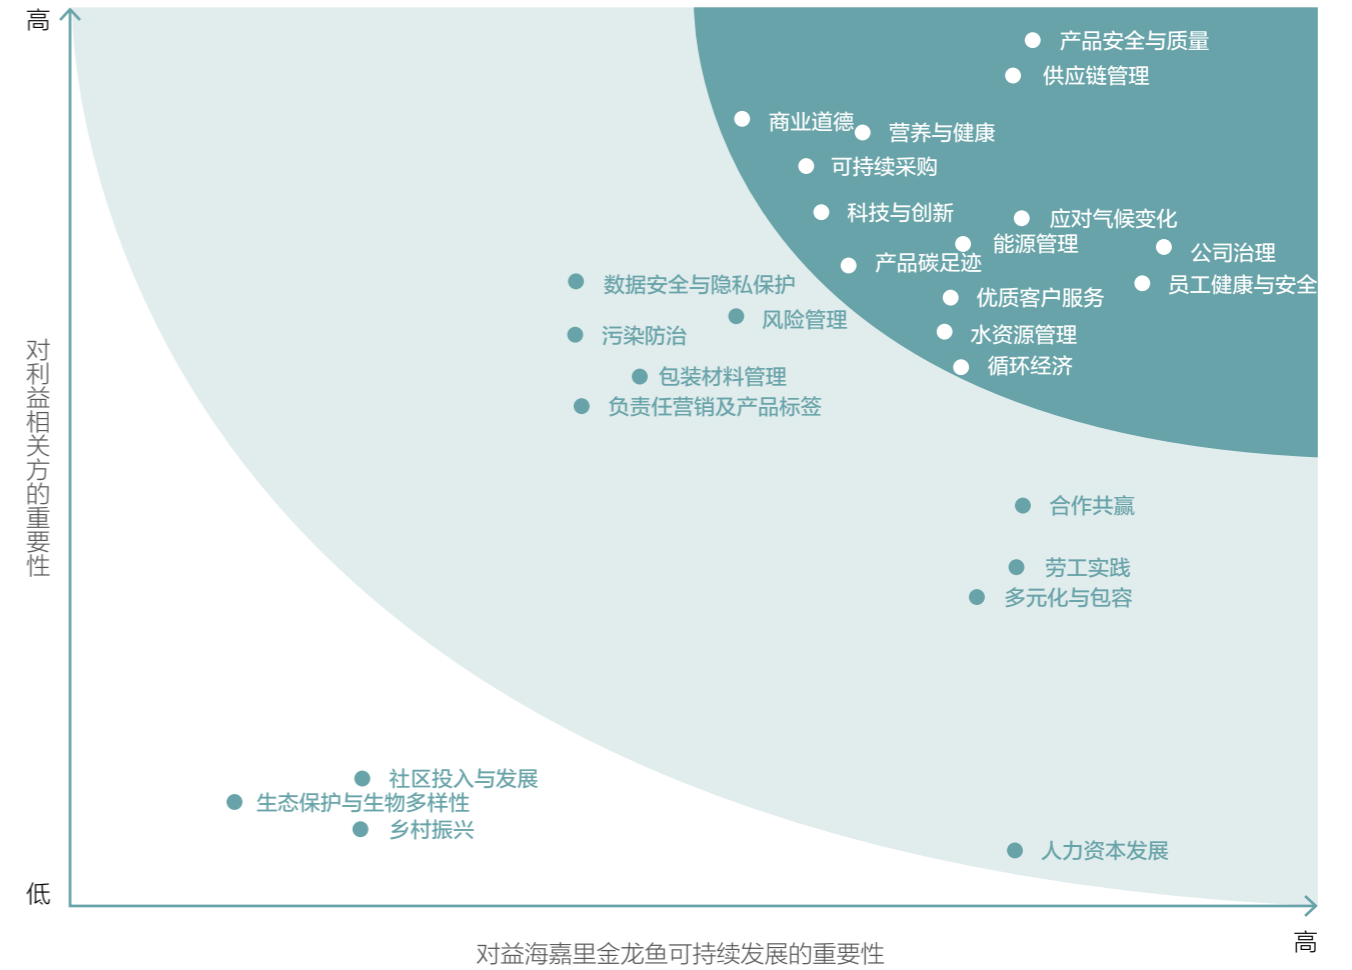 高
产品安全与质量
供应链管理
商业道德
营养与健康
可持续采购
科技与创新
应对气候变化
能源管理
公司治理
产品碳足迹
员工健康与安全
数据安全与隐私保护
优质客户服务
风险管理
水资源管理
污染防治
循环经济
包装材料管理
负责任营销及产品标签
对利益相关方的重要性
合作共赢
劳工实践
多元化与包容
社区投入与发展
生态保护与生物多样性
乡村振兴
人力资本发展
低
高
对益海嘉里金龙鱼可持续发展的重要性